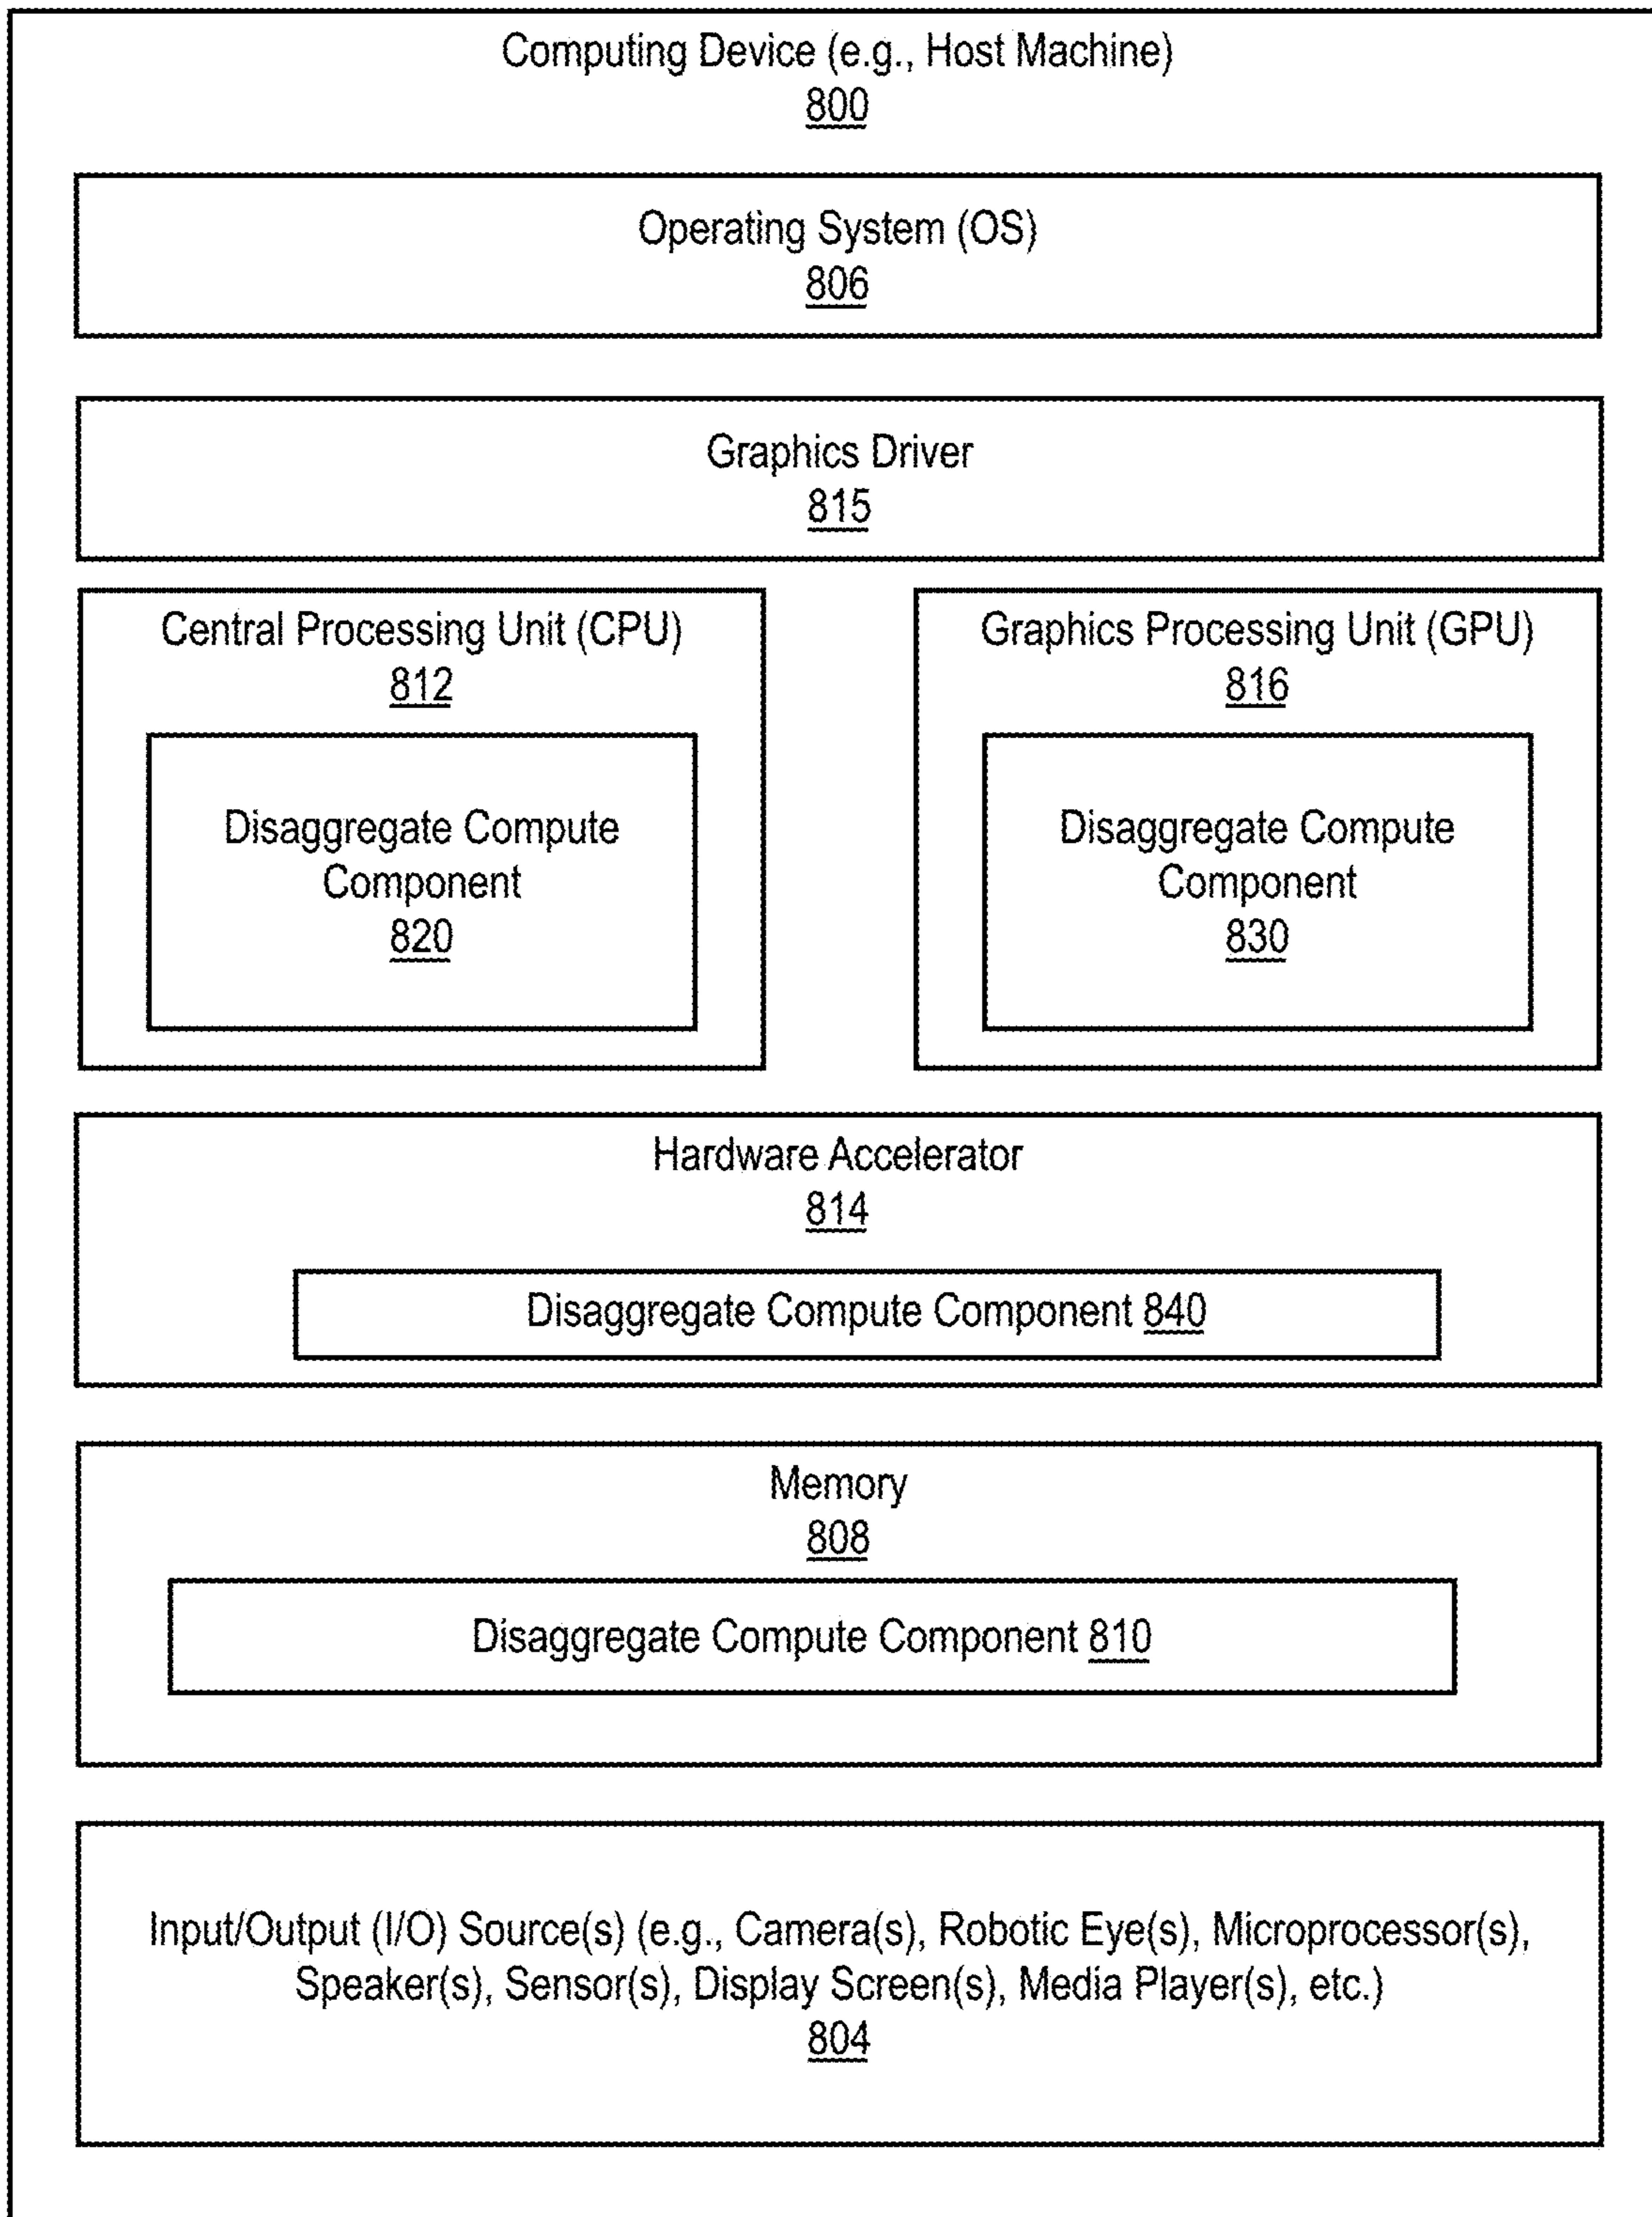 Computing Device (e.g., Host Machine)
800
Operating System (OS)
806
Graphics Driver
815
Central Processing Unit (CPU)
812
Disaggregate Compute
Component
820
Graphics Processing Unit (GPU)
816
Disaggregate Compute
Component
830
Hardware Accelerator
814
Disaggregate Compute Component 840
Memory
808
Disaggregate Compute Component 810
Input/Output (I/O) Source(s) (e.g., Camera(s), Robotic Eye(s), Microprocessor(s),
Speaker(s), Sensor(s), Display Screen(s), Media Player(s), etc.)
804